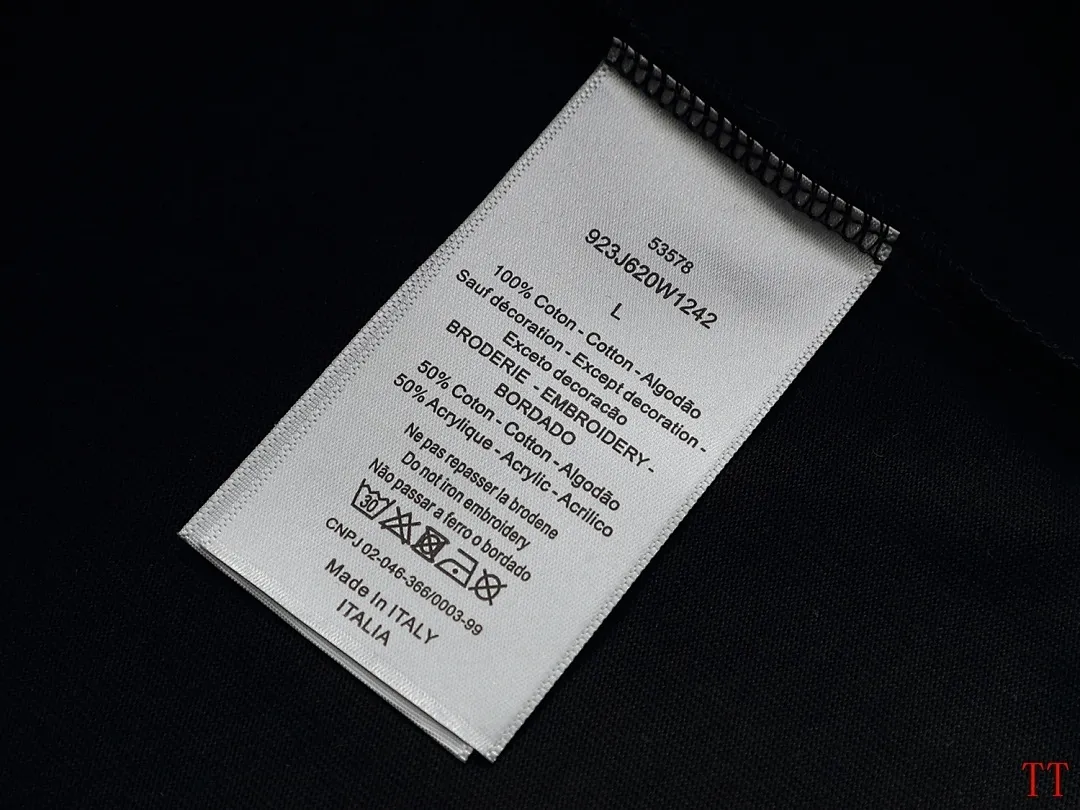 53578
923J620W1242
L
100% Coton - Cotton - Algodão
Sauf décoration - Except decoration -
Exceto decoracão
BRODERIE - EMBROIDERY -
BORDADO
50% Coton - Cotton - Algodão
50% Acrylique - Acrylic - Acrilico
Ne pas repasser la brodene
Do not iron embroidery
Não passar a ferro o bordado
30
CNPJ 02-046-366/0003-99
Made In ITALY
ITALIA
TT